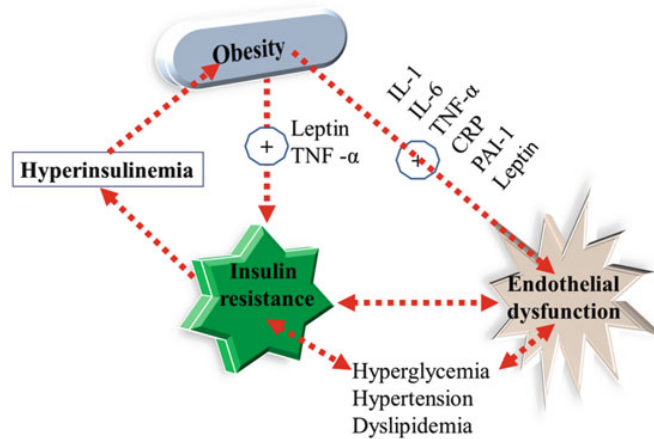 Obesity
IL-1
IL-6
TNF-α
CRP
PAI-1
Leptin
+
Leptin
TNF -α
+
Hyperinsulinemia
Insulin
resistance
Endothelial
dysfunction
Hyperglycemia
Hypertension
Dyslipidemia